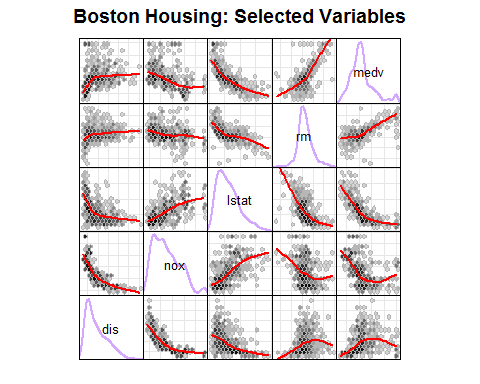 Boston Housing: Selected Variables
medv
rm
lstat
nox
dis